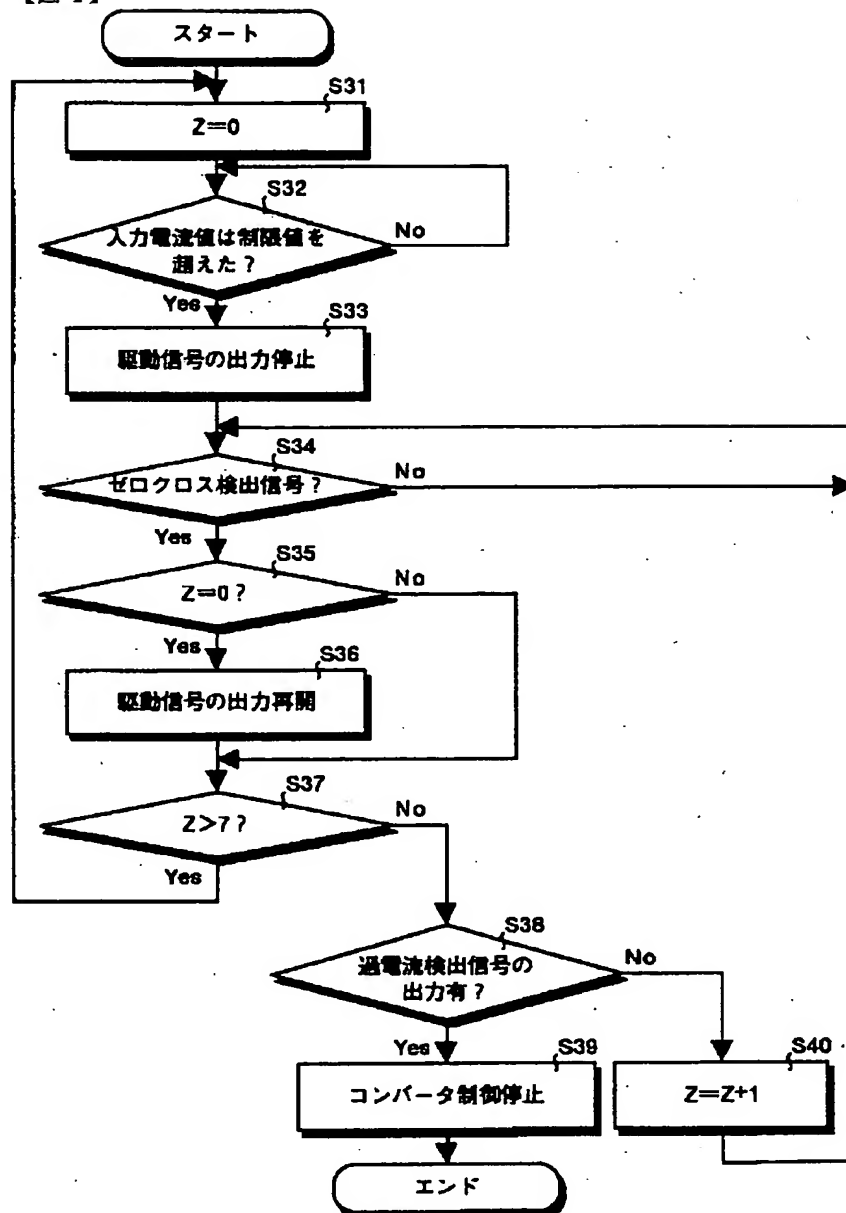 スタート
S31
Z=0
S32
入力電流値は制限値を
超えた?
No
Yes
S33
駆動信号の出力停止
S34
ゼロクロス検出信号?
No
Yes
S35
Z=0?
No
Yes
S36
駆動信号の出力再開
S37
Z>7?
No
Yes
S38
過電流検出信号の
出力有?
No
Yes
S39
コンバータ制御停止
S40
Z=Z+1
エンド